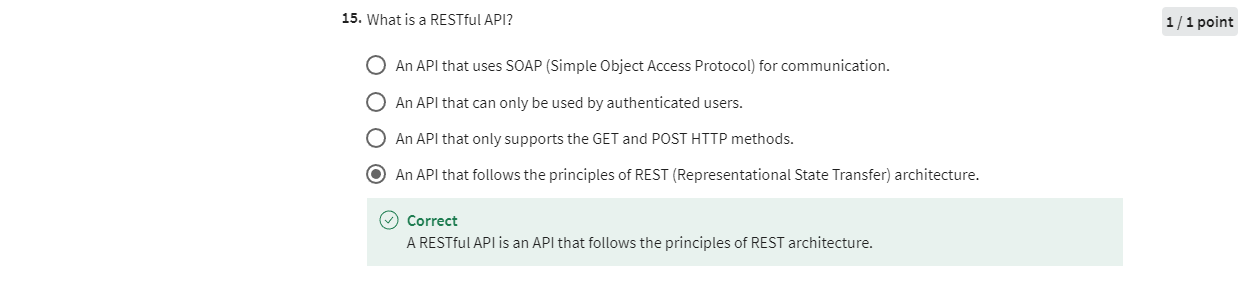 15. What is a RESTful API?
1 / 1 point
An API that uses SOAP (Simple Object Access Protocol) for communication.
An API that can only be used by authenticated users.
An API that only supports the GET and POST HTTP methods.
An API that follows the principles of REST (Representational State Transfer) architecture.
Correct
A RESTful API is an API that follows the principles of REST architecture.